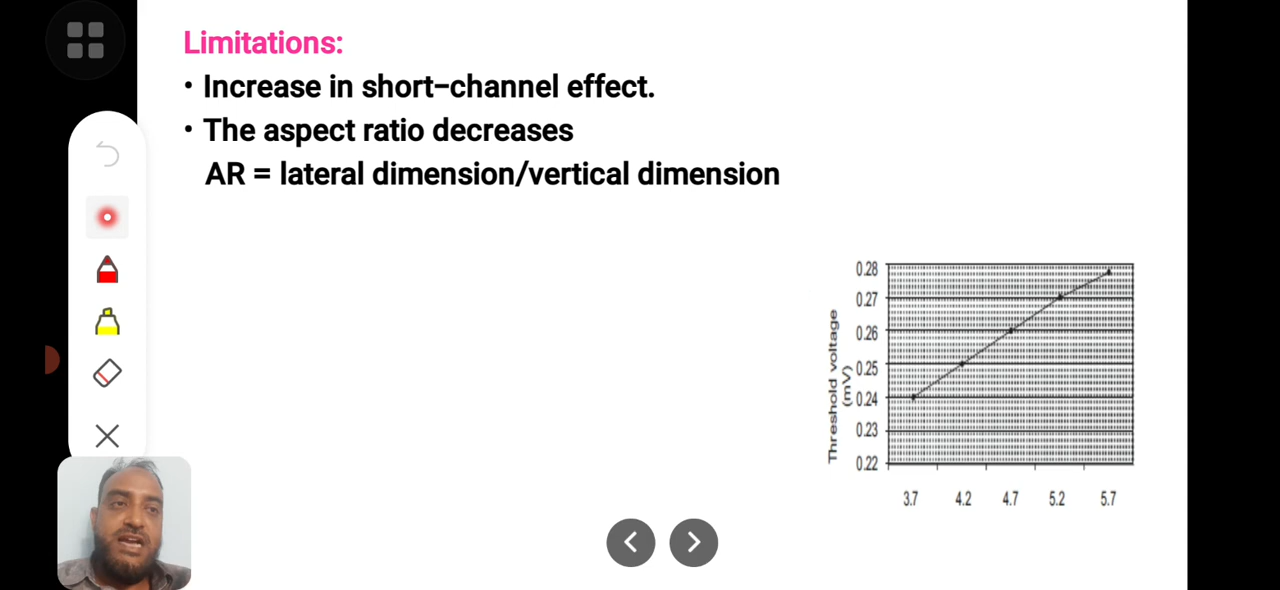 Limitations:
• Increase in short-channel effect.
• The aspect ratio decreases
AR = lateral dimension/vertical dimension
Threshold voltage
(mV)
0.28
0.27
0.26
0.25
0.24
0.23
0.22
3.7 4.2 4.7 5.2 5.7